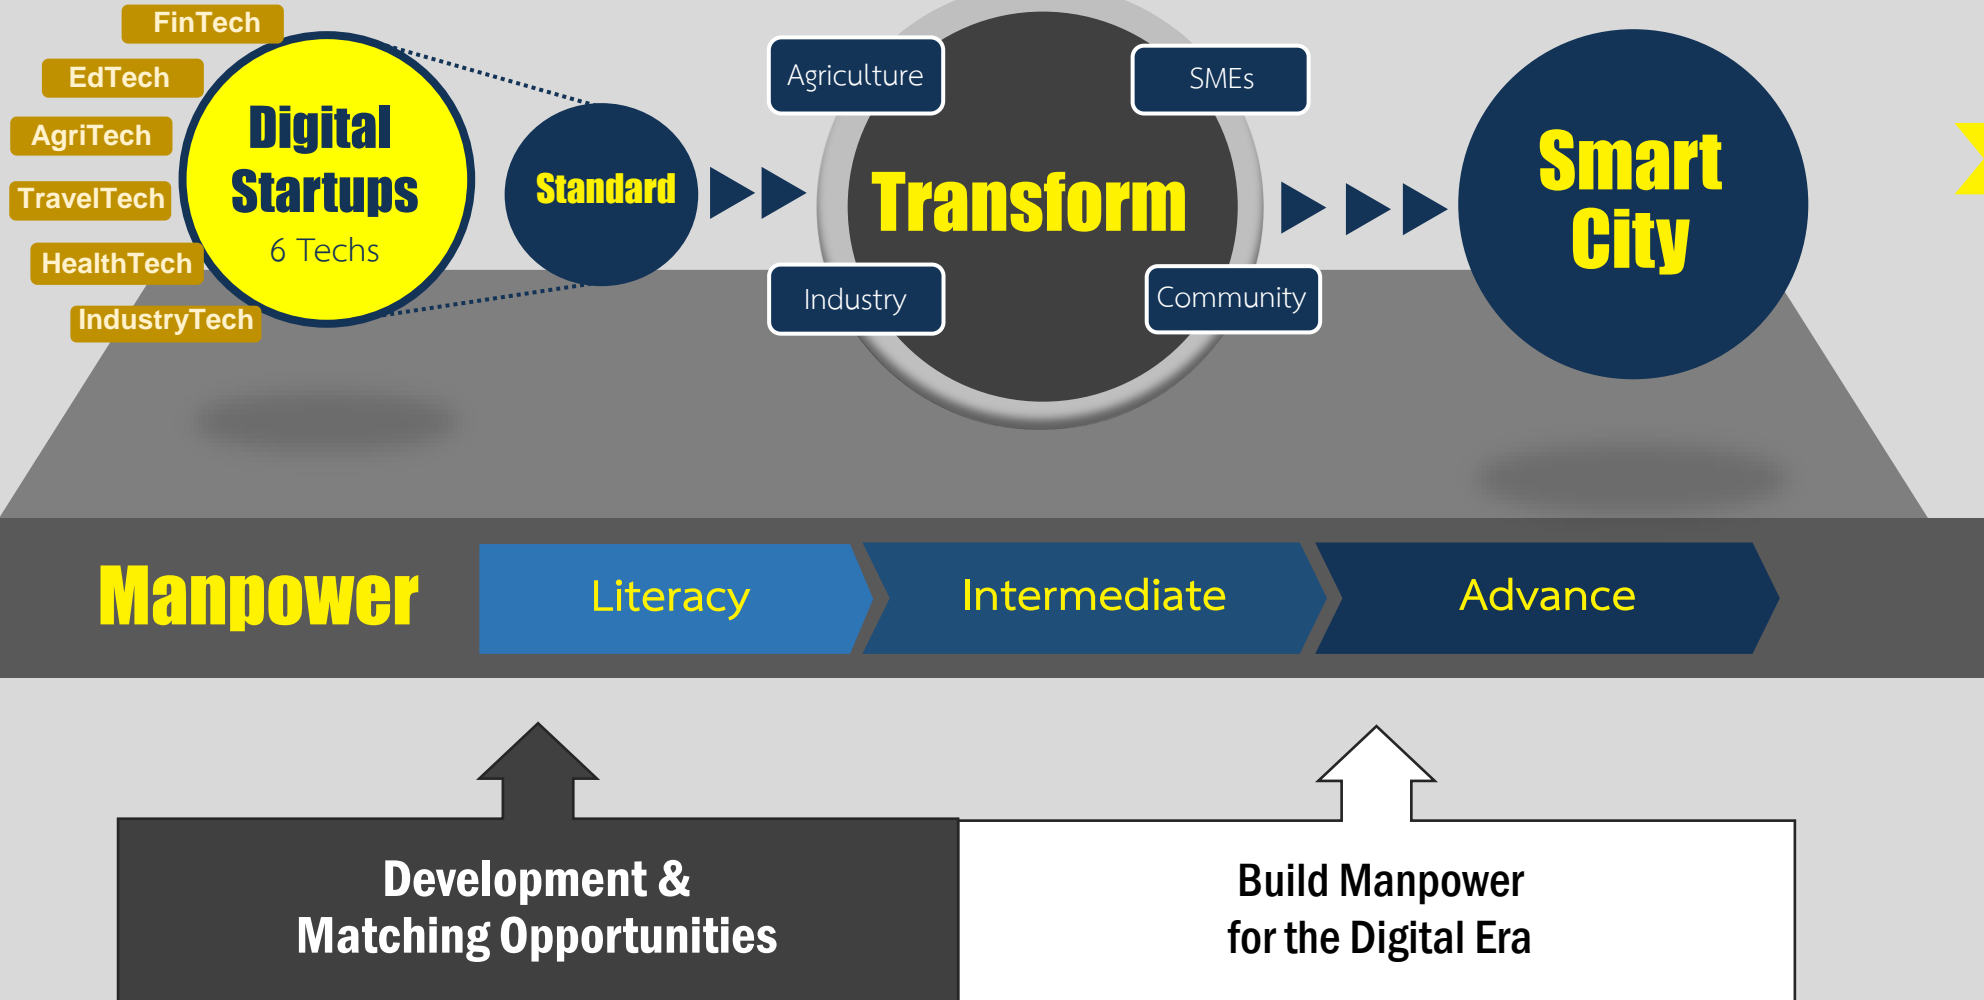 FinTech
EdTech
AgriTech
TravelTech
HealthTech
IndustryTech
Digital
Startups
6 Techs
Standard
Agriculture
SMEs
Transform
Industry
Community
Smart
City
Manpower
Literacy
Intermediate
Advance
Development &
Matching Opportunities
Build Manpower
for the Digital Era